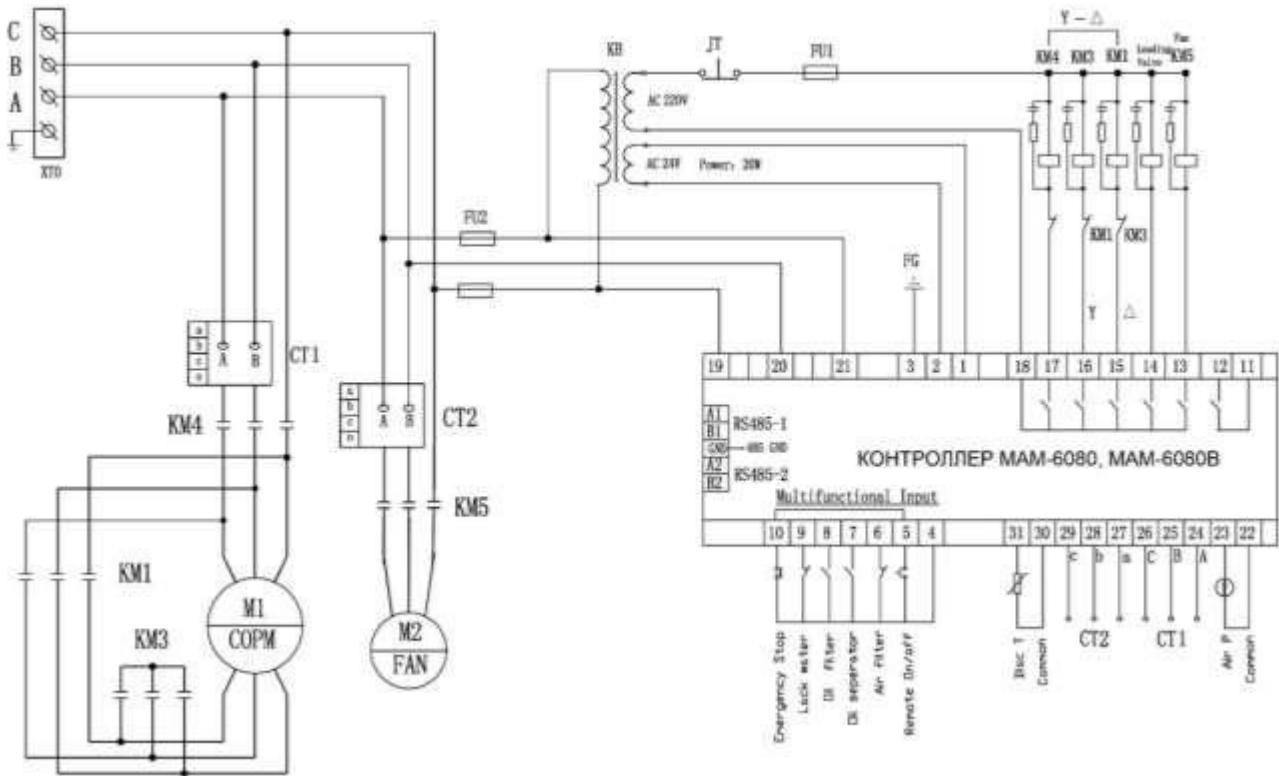 C
B
A
XT0
KB
JT
FU1
AC 220V
AC 24V Power: 20W
Y - △
KM4 KM3 KM1 Loading Valve Fan KM5
KM1 KM3
Y △
FU2
FG
A B
CT1
a
b
c
KM4
A B
CT2
a
b
c
n
KM5
KM1
KM3
M1
COPM
M2
FAN
19 20 21 3 2 1 18 17 16 15 14 13 12 11
A1
B1
RS485-1
GND 485 GND
A2
B2
RS485-2
КОНТРОЛЛЕР MAM-6080, MAM-6080B
Multifunctional Input
10 9 8 7 6 5 4 31 30 29 28 27 26 25 24 23 22
c b a C B A
CT2 CT1
Emergency Stop
Lack water
Oil filter
Oil seperator
Air filter
Remote On/off
Disc T
Common
Air P
Common